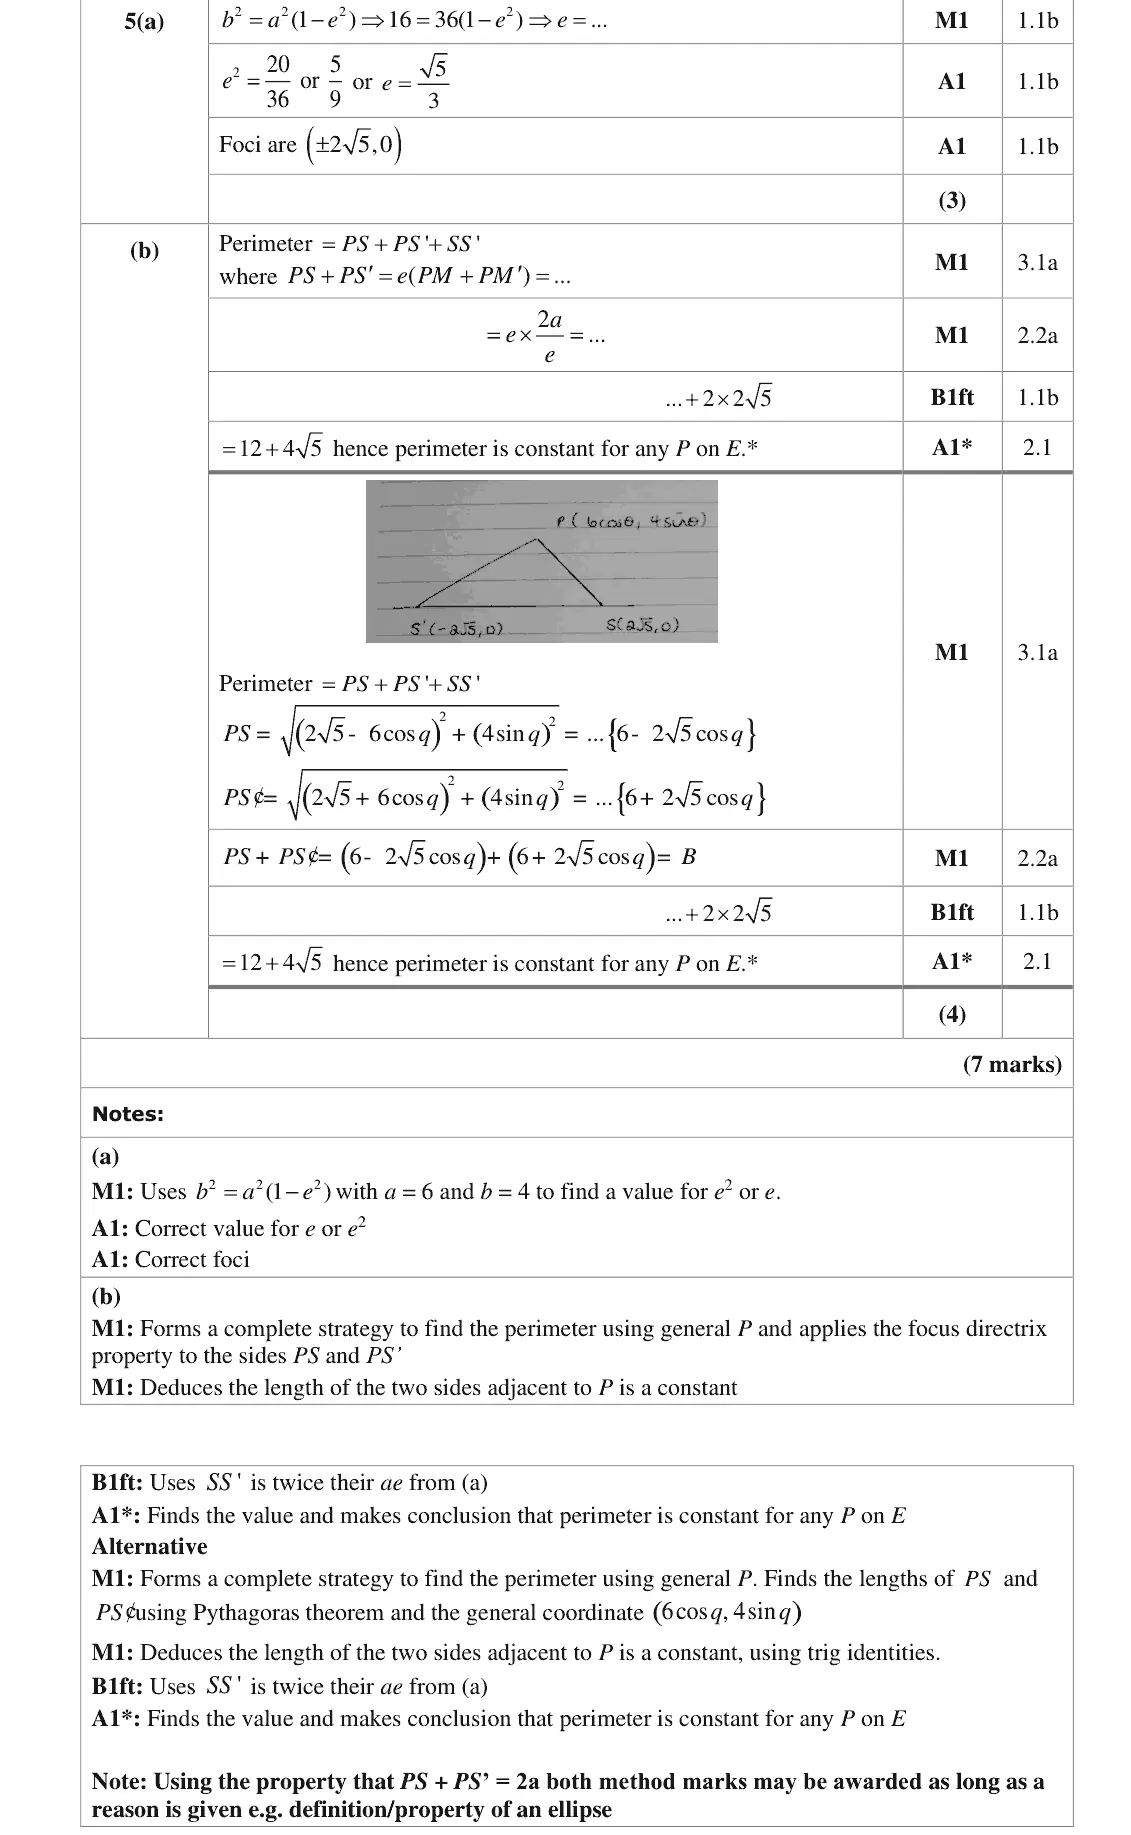 5(a) b² = a²(1−e²) ⇒ 16 = 36(1−e²) ⇒ e = ... M1 1.1b
e² = 20/36 or 5/9 or e = √5/3 A1 1.1b
Foci are (±2√5, 0) A1 1.1b
(3)
(b) Perimeter = PS + PS '+ SS '
where PS + PS′ = e(PM + PM′) = ... M1 3.1a
= e × 2a/e = ... M1 2.2a
... + 2 × 2√5 B1ft 1.1b
= 12 + 4√5 hence perimeter is constant for any P on E.* A1* 2.1
P ( 6cosθ, 4sinθ)
S'(-2√5, 0) S(2√5, 0)
M1 3.1a
Perimeter = PS + PS '+ SS '
PS = √((2√5 - 6cosq)² + (4sinq)²) = ...{6- 2√5cosq}
PS¢= √((2√5 + 6cosq)² + (4sinq)²) = ...{6+ 2√5cosq}
PS + PS¢= (6- 2√5cosq)+ (6+ 2√5cosq)= B M1 2.2a
... + 2 × 2√5 B1ft 1.1b
= 12 + 4√5 hence perimeter is constant for any P on E.* A1* 2.1
(4)
(7 marks)
Notes:
(a)
M1: Uses b² = a²(1−e²) with a = 6 and b = 4 to find a value for e² or e.
A1: Correct value for e or e²
A1: Correct foci
(b)
M1: Forms a complete strategy to find the perimeter using general P and applies the focus directrix
property to the sides PS and PS’
M1: Deduces the length of the two sides adjacent to P is a constant
B1ft: Uses SS ' is twice their ae from (a)
A1*: Finds the value and makes conclusion that perimeter is constant for any P on E
Alternative
M1: Forms a complete strategy to find the perimeter using general P. Finds the lengths of PS and
PS¢using Pythagoras theorem and the general coordinate (6cosq, 4sinq)
M1: Deduces the length of the two sides adjacent to P is a constant, using trig identities.
B1ft: Uses SS ' is twice their ae from (a)
A1*: Finds the value and makes conclusion that perimeter is constant for any P on E
Note: Using the property that PS + PS’ = 2a both method marks may be awarded as long as a
reason is given e.g. definition/property of an ellipse